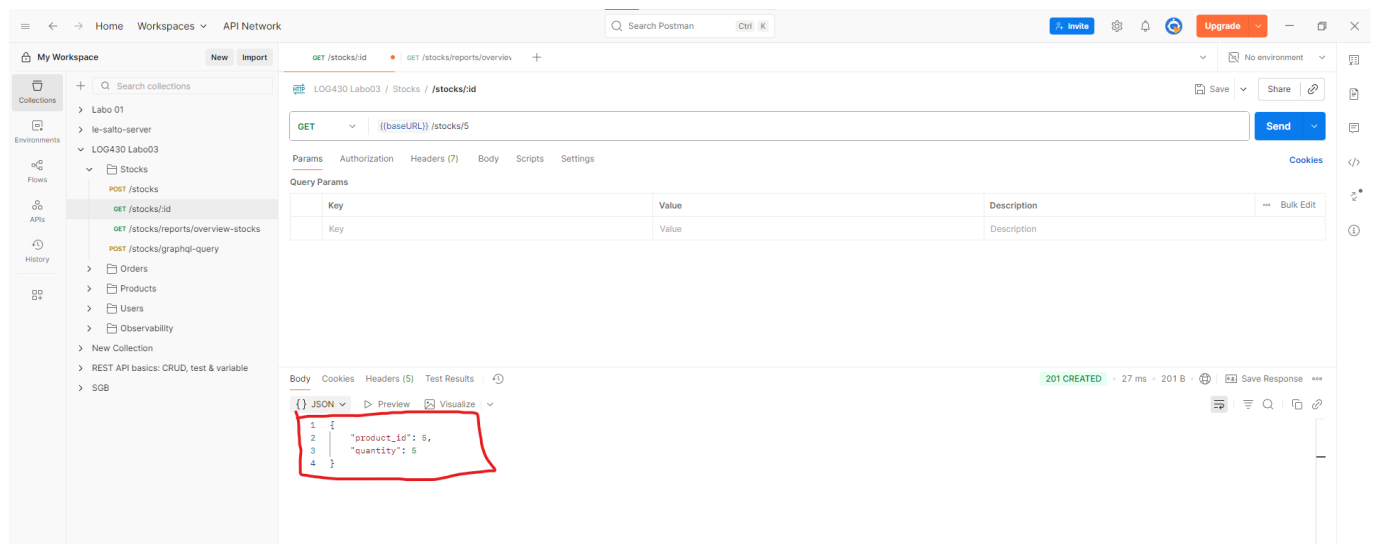 Home Workspaces API Network Search Postman Ctrl K Invite Upgrade
My Workspace New Import GET /stocks/:id GET /stocks/reports/overview + No environment
Collections
Environments
Flows
APIs
History
Search collections
Labo 01
le-salto-server
LOG430 Labo03
Stocks
POST /stocks
GET /stocks/:id
GET /stocks/reports/overview-stocks
POST /stocks/graphql-query
Orders
Products
Users
Observability
New Collection
REST API basics: CRUD, test & variable
SGB
HTTP LOG430 Labo03 / Stocks / /stocks/:id Save Share
GET {{baseURL}} /stocks/5 Send
Params Authorization Headers (7) Body Scripts Settings Cookies
Query Params
Key Value Description Bulk Edit
Key Value Description
Body Cookies Headers (5) Test Results 201 CREATED 27 ms 201 B Save Response
{} JSON Preview Visualize
1 {
2 "product_id": 5,
3 "quantity": 5
4 }